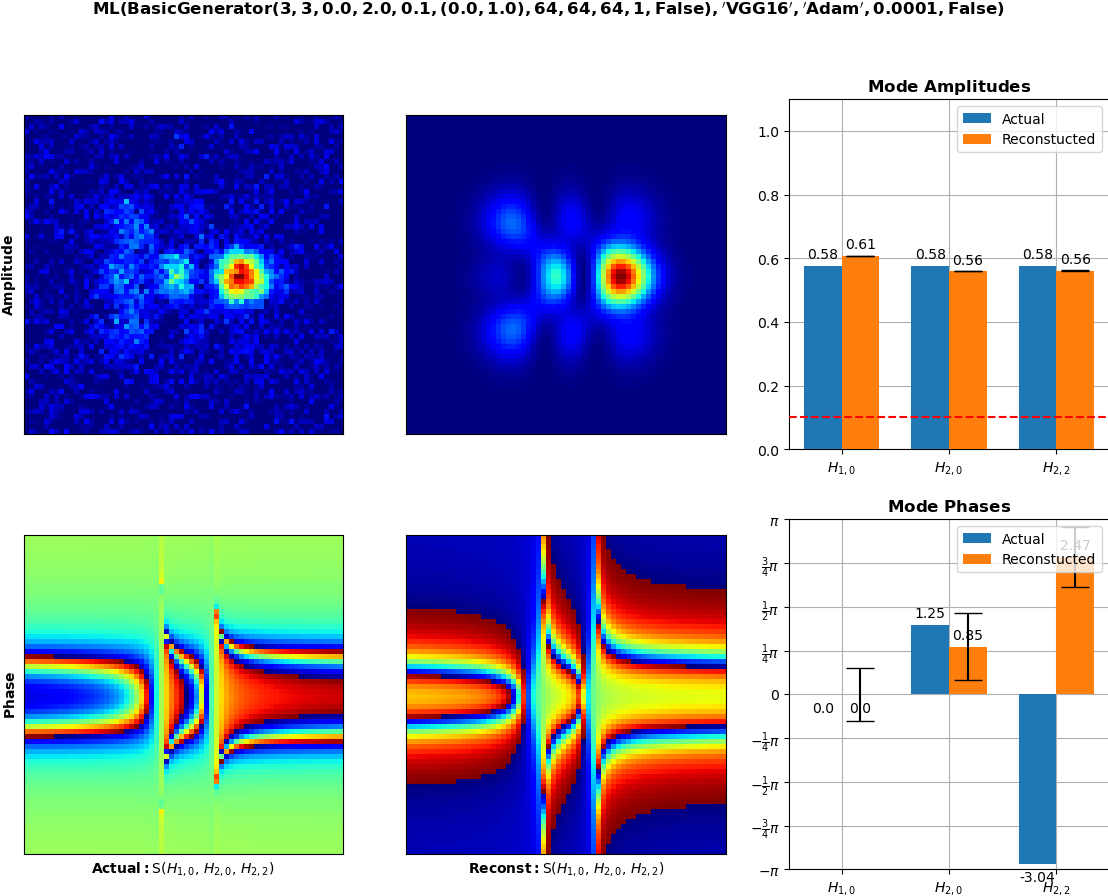 ML(BasicGenerator(3, 3, 0.0, 2.0, 0.1, (0.0, 1.0), 64, 64, 64, 1, False), ′VGG16′, ′Adam′, 0.0001, False)
Amplitude
Mode Amplitudes
Actual
Reconstucted
1.0
0.8
0.6
0.4
0.2
0.0
0.58
0.61
0.58
0.56
0.58
0.56
H1,0
H2,0
H2,2
Phase
Actual: S(H1,0, H2,0, H2,2)
Reconst: S(H1,0, H2,0, H2,2)
Mode Phases
Actual
Reconstucted
π
3/4π
1/2π
1/4π
0
−1/4π
−1/2π
−3/4π
−π
0.0
0.0
1.25
0.85
-3.04
2.47
H1,0
H2,0
H2,2